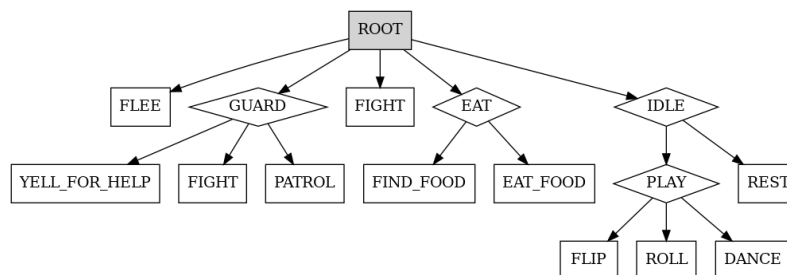 ROOT
FLEE
GUARD
FIGHT
EAT
IDLE
YELL_FOR_HELP
FIGHT
PATROL
FIND_FOOD
EAT_FOOD
PLAY
REST
FLIP
ROLL
DANCE